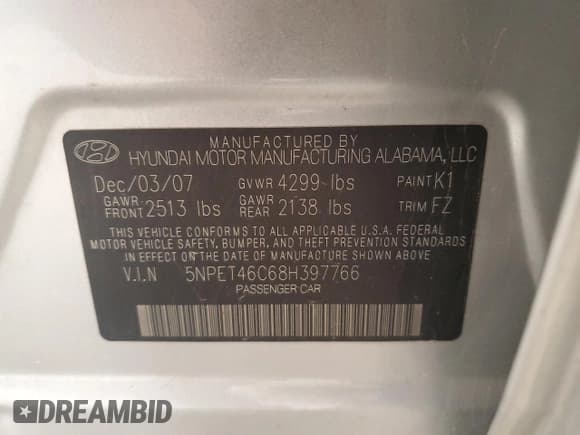 MANUFACTURED BY
HYUNDAI MOTOR MANUFACTURING ALABAMA, LLC
Dec/03/07 GVWR 4299 lbs PAINT K1
GAWR FRONT 2513 lbs GAWR REAR 2138 lbs TRIM FZ
THIS VEHICLE CONFORMS TO ALL APPLICABLE U.S.A. FEDERAL
MOTOR VEHICLE SAFETY, BUMPER, AND THEFT PREVENTION STANDARDS
IN EFFECT ON THE DATE OF MANUFACTURE SHOWN ABOVE
V.I.N 5NPET46C68H397766
PASSENGER CAR
DREAMBID